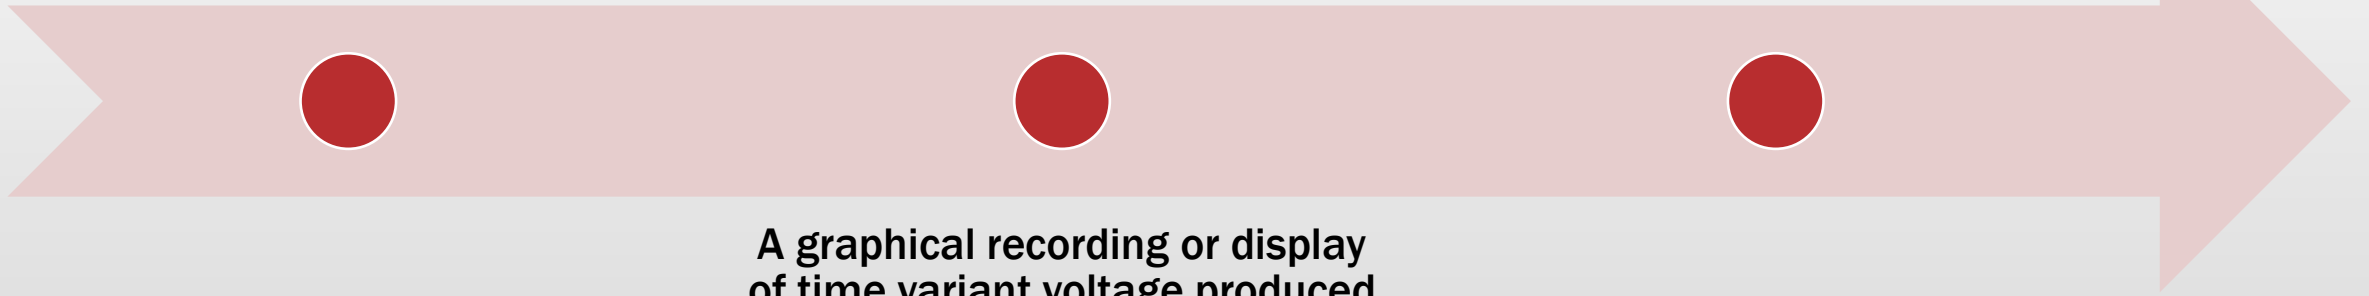 A graphical recording or display
of time variant voltage produced